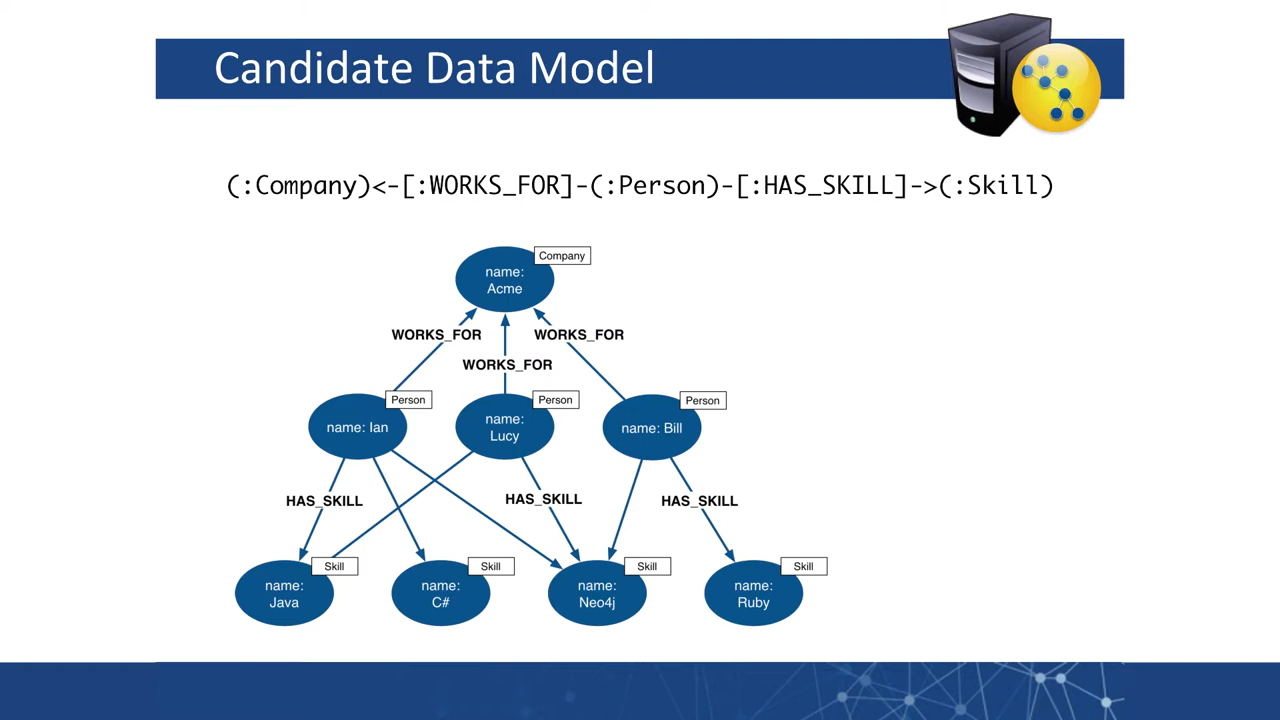 Candidate Data Model
(:Company)<-[:WORKS_FOR]-(:Person)-[:HAS_SKILL]->(:Skill)
Company
name:
Acme
WORKS_FOR
WORKS_FOR
WORKS_FOR
Person
Person
Person
name: Ian
name:
Lucy
name: Bill
HAS_SKILL
HAS_SKILL
HAS_SKILL
Skill
Skill
Skill
Skill
name:
Java
name:
C#
name:
Neo4j
name:
Ruby